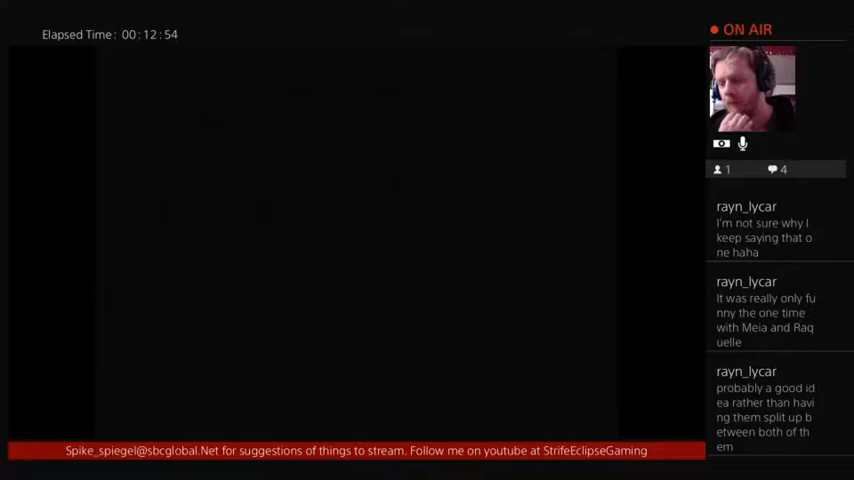 Elapsed Time: 00:12:54
ON AIR
1
4
rayn_lycar
I'm not sure why I
keep saying that o
ne haha
rayn_lycar
It was really only fu
nny the one time
with Meia and Raq
uelle
rayn_lycar
probably a good id
ea rather than havi
ng them split up b
etween both of th
em
Spike_spiegel@sbcglobal.Net for suggestions of things to stream. Follow me on youtube at StrifeEclipseGaming